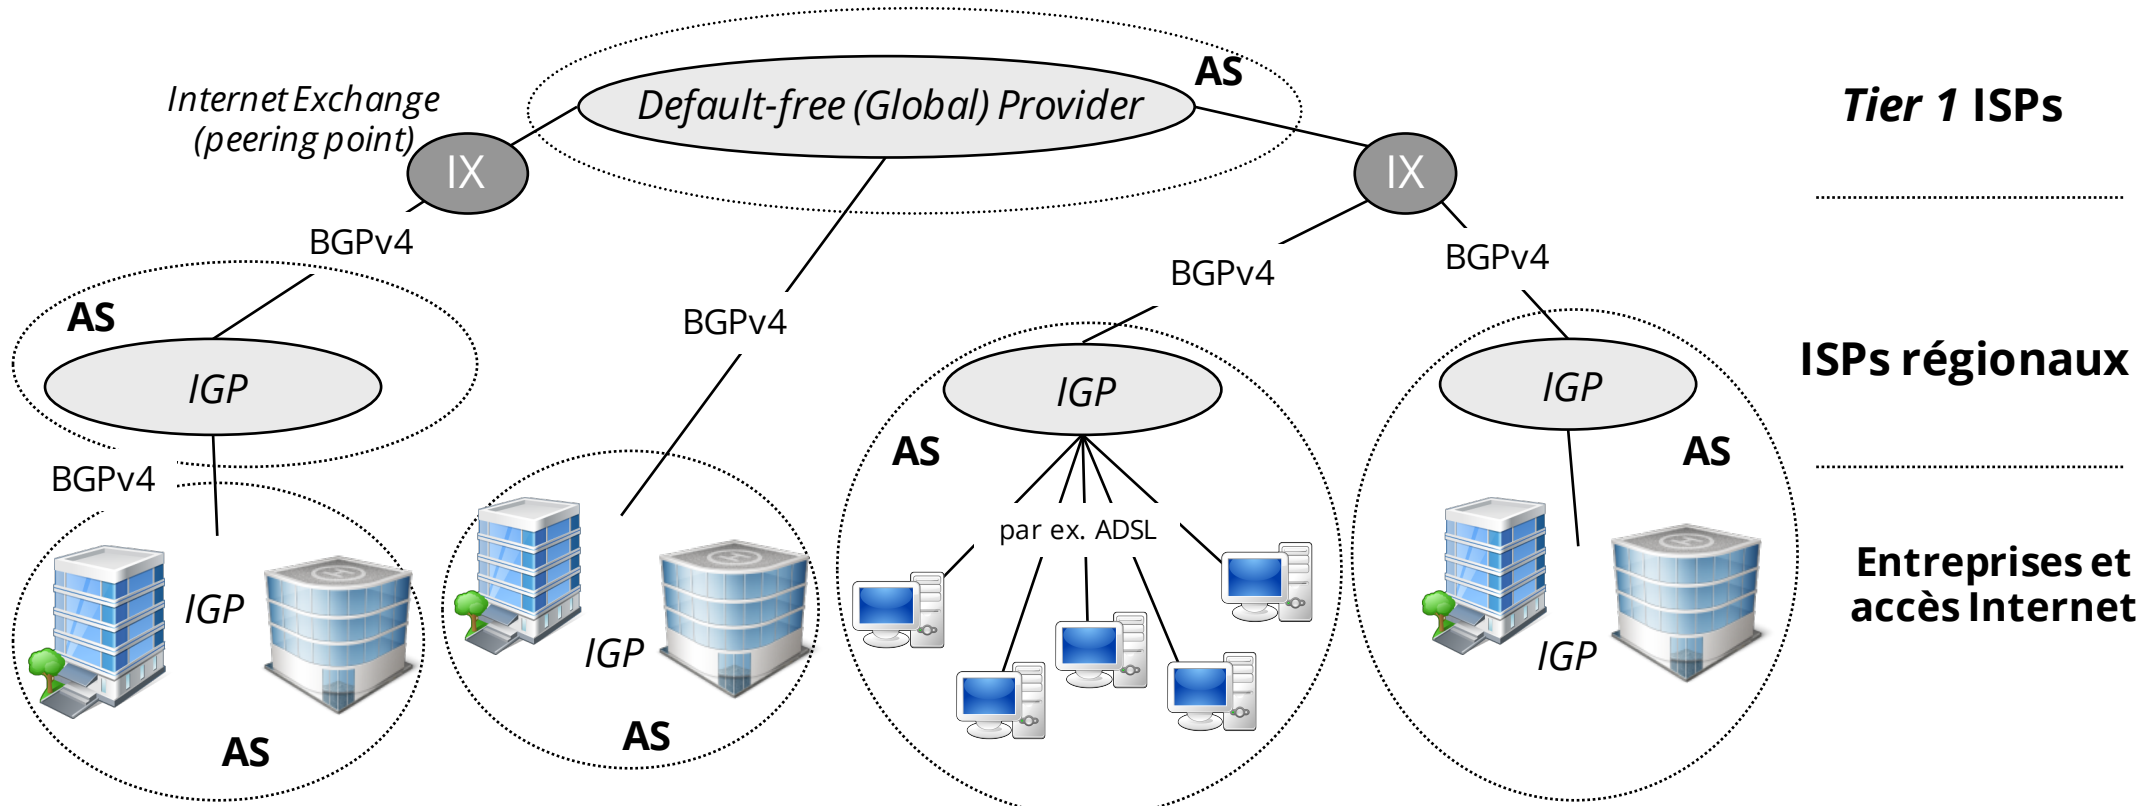 Internet Exchange
(peering point)
IX
Default-free (Global) Provider
AS
IX
Tier 1 ISPs
BGPv4
BGPv4
BGPv4
BGPv4
AS
IGP
IGP
IGP
ISPs régionaux
AS
AS
BGPv4
par ex. ADSL
IGP
IGP
IGP
Entreprises et
accès Internet
AS
AS